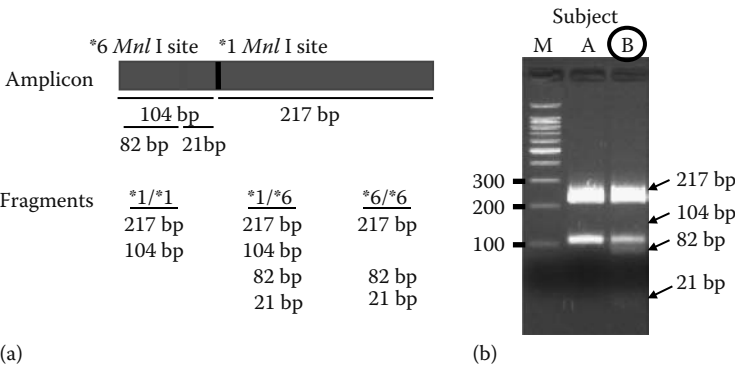 *6 Mnl I site *1 Mnl I site
Amplicon
104 bp 217 bp
82 bp 21bp
Fragments *1/*1 *1/*6 *6/*6
217 bp 217 bp 217 bp
104 bp 104 bp
82 bp 82 bp
21 bp 21 bp
(a)
Subject
M A B
300
200
100
217 bp
104 bp
82 bp
21 bp
(b)